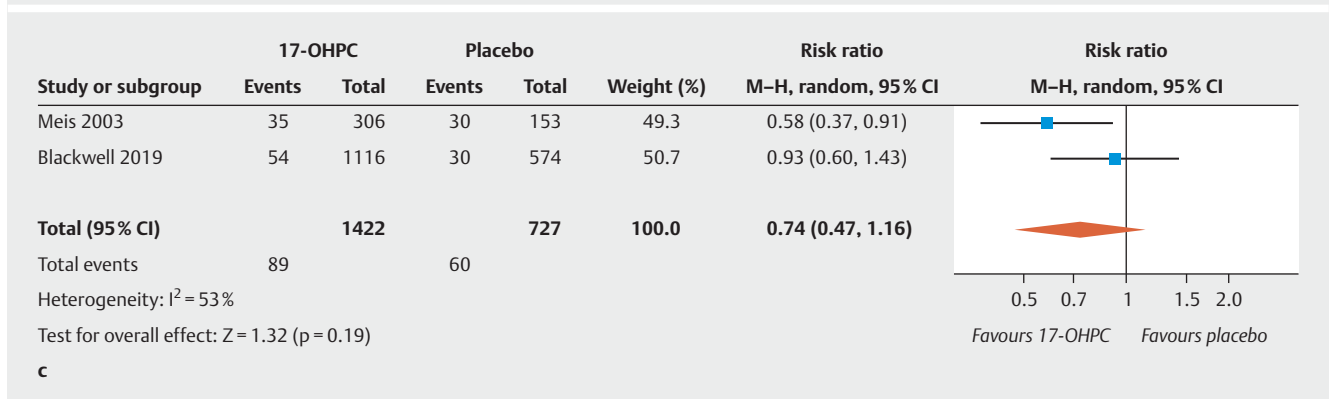 17-OHPC Placebo Risk ratio Risk ratio
Study or subgroup Events Total Events Total Weight (%) M–H, random, 95% CI M–H, random, 95% CI
Meis 2003 35 306 30 153 49.3 0.58 (0.37, 0.91)
Blackwell 2019 54 1116 30 574 50.7 0.93 (0.60, 1.43)
Total (95% CI) 1422 727 100.0 0.74 (0.47, 1.16)
Total events 89 60
Heterogeneity: I² = 53%
0.5 0.7 1 1.5 2.0
Test for overall effect: Z = 1.32 (p = 0.19)
Favours 17-OHPC Favours placebo
c